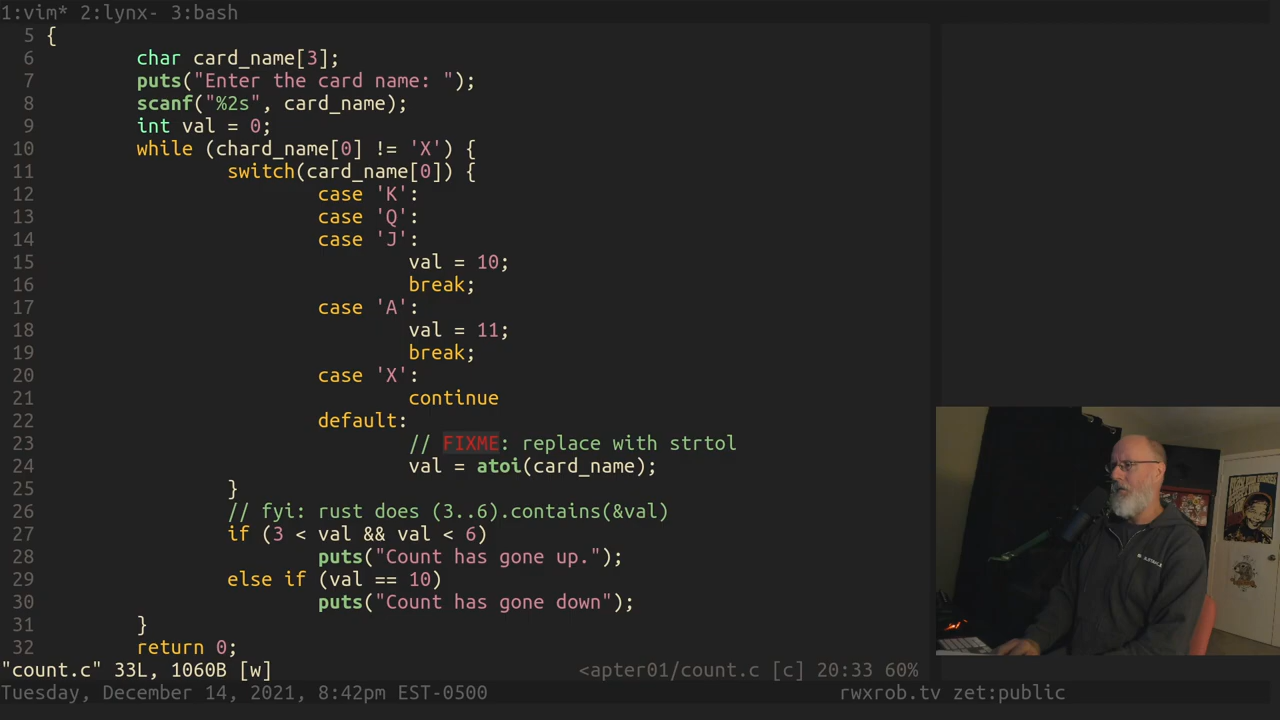 1:vim* 2:lynx- 3:bash
5 {
6 char card_name[3];
7 puts("Enter the card name: ");
8 scanf("%2s", card_name);
9 int val = 0;
10 while (chard_name[0] != 'X') {
11 switch(card_name[0]) {
12 case 'K':
13 case 'Q':
14 case 'J':
15 val = 10;
16 break;
17 case 'A':
18 val = 11;
19 break;
20 case 'X':
21 continue
22 default:
23 // FIXME: replace with strtol
24 val = atoi(card_name);
25 }
26 // fyi: rust does (3..6).contains(&val)
27 if (3 < val && val < 6)
28 puts("Count has gone up.");
29 else if (val == 10)
30 puts("Count has gone down");
31 }
32 return 0;
"count.c" 33L, 1060B [w] <apter01/count.c [c] 20:33 60%
Tuesday, December 14, 2021, 8:42pm EST-0500 rwxrob.tv zet:public